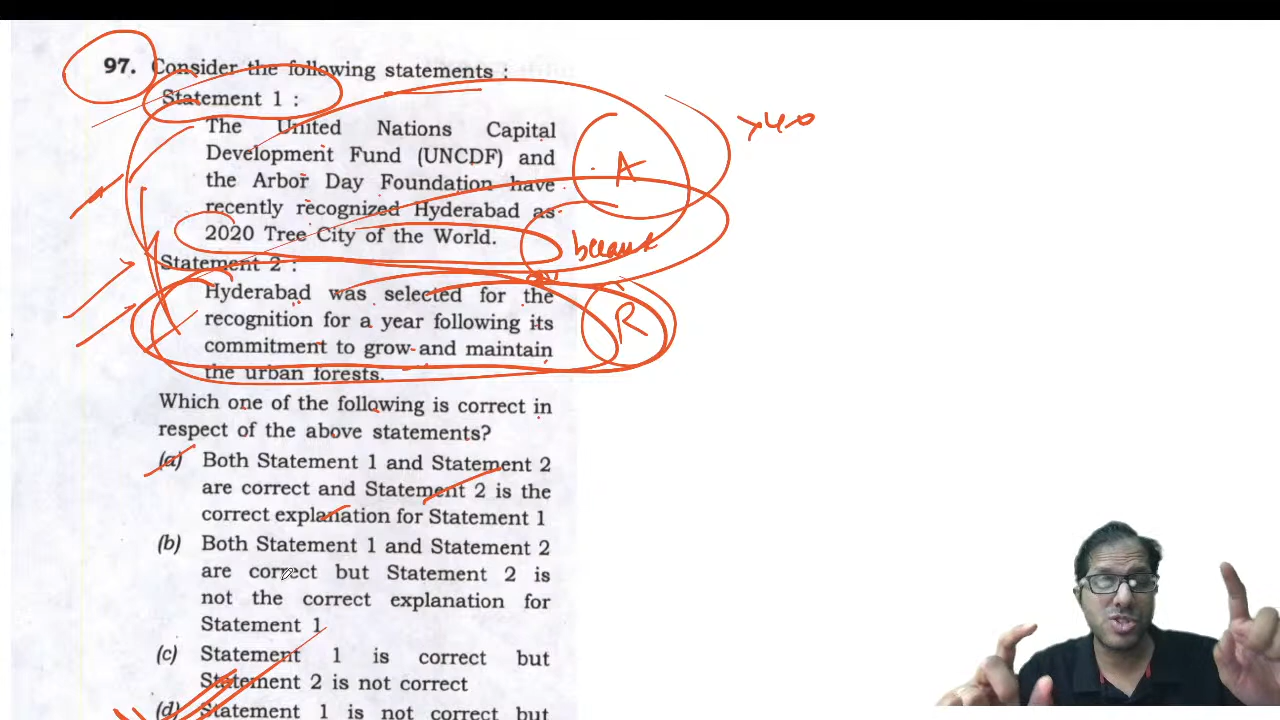 97. Consider the following statements :
Statement 1 :
The United Nations Capital
Development Fund (UNCDF) and
the Arbor Day Foundation have
recently recognized Hyderabad as
2020 Tree City of the World.
Statement 2 :
Hyderabad was selected for the
recognition for a year following its
commitment to grow and maintain
the urban forests.
Which one of the following is correct in
respect of the above statements?
(a) Both Statement 1 and Statement 2
are correct and Statement 2 is the
correct explanation for Statement 1
(b) Both Statement 1 and Statement 2
are correct but Statement 2 is
not the correct explanation for
Statement 1
(c) Statement 1 is correct but
Statement 2 is not correct
(d) Statement 1 is not correct but
A
R